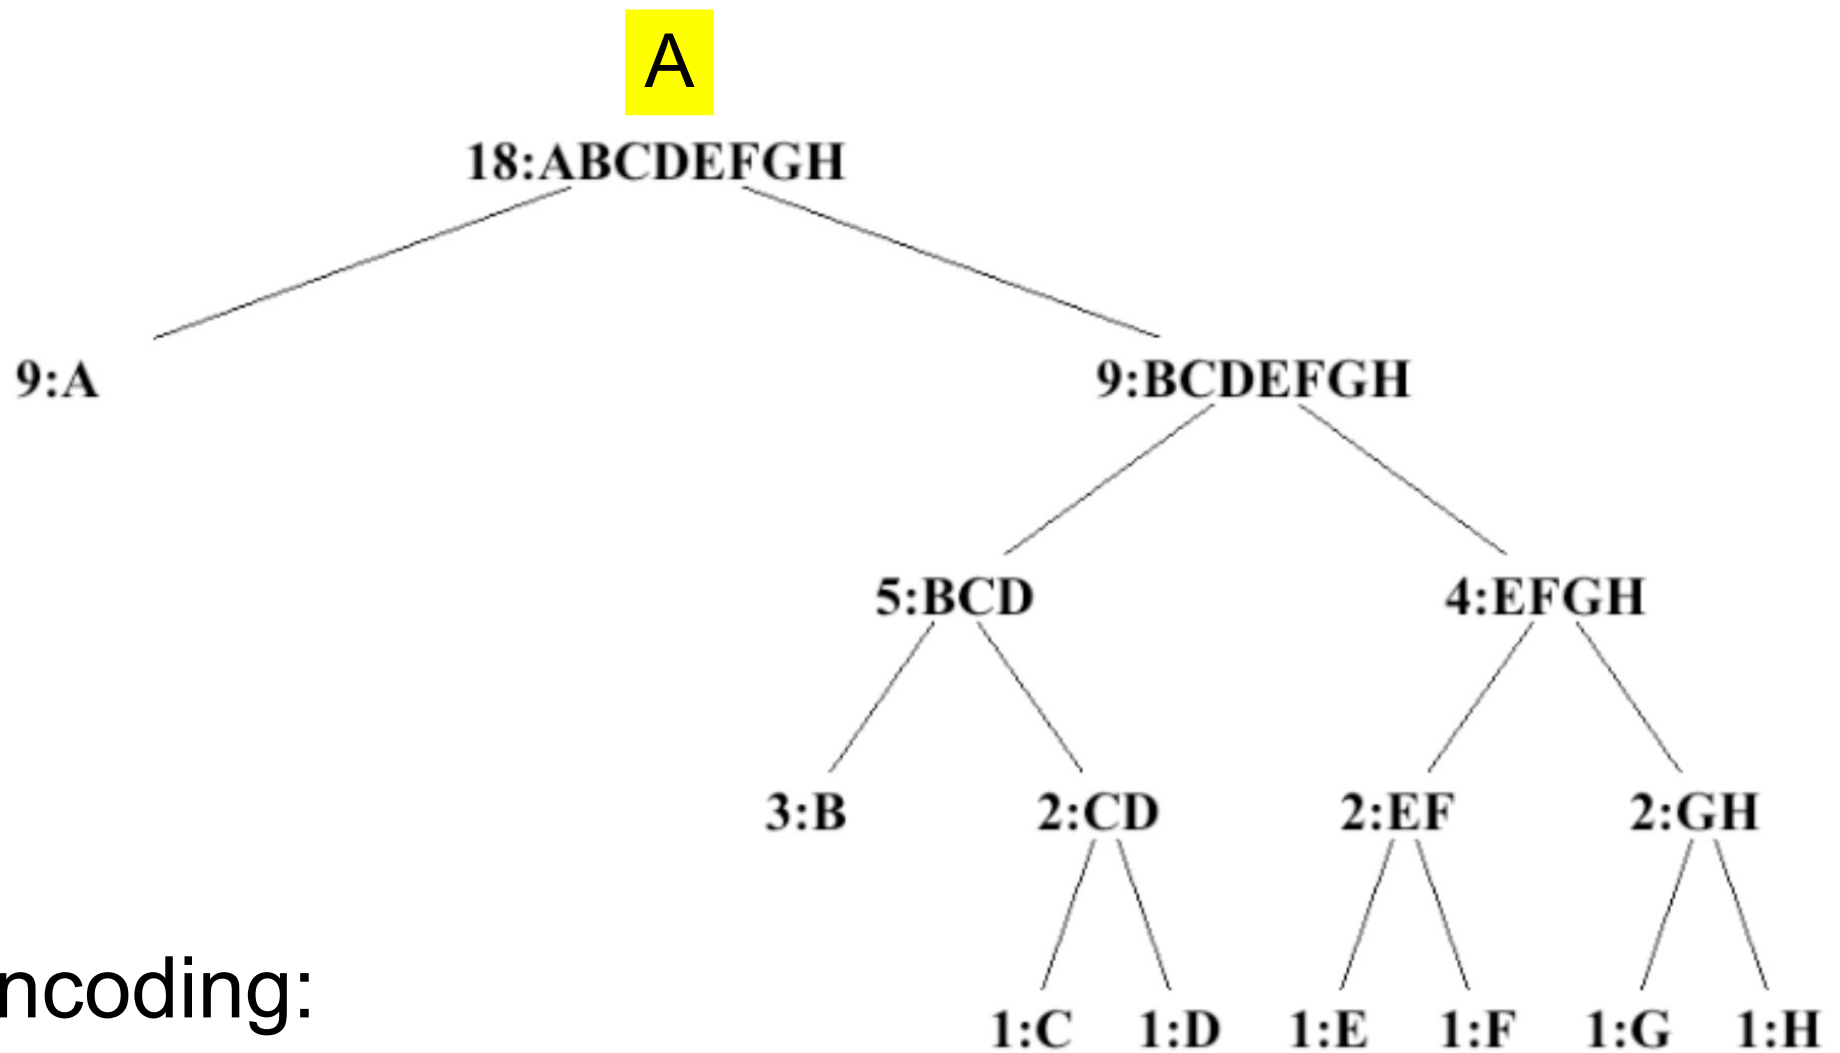 A
18:ABCDEFGH
9:A 9:BCDEFGH
5:BCD 4:EFGH
3:B 2:CD 2:EF 2:GH
ncoding:
1:C 1:D 1:E 1:F 1:G 1:H